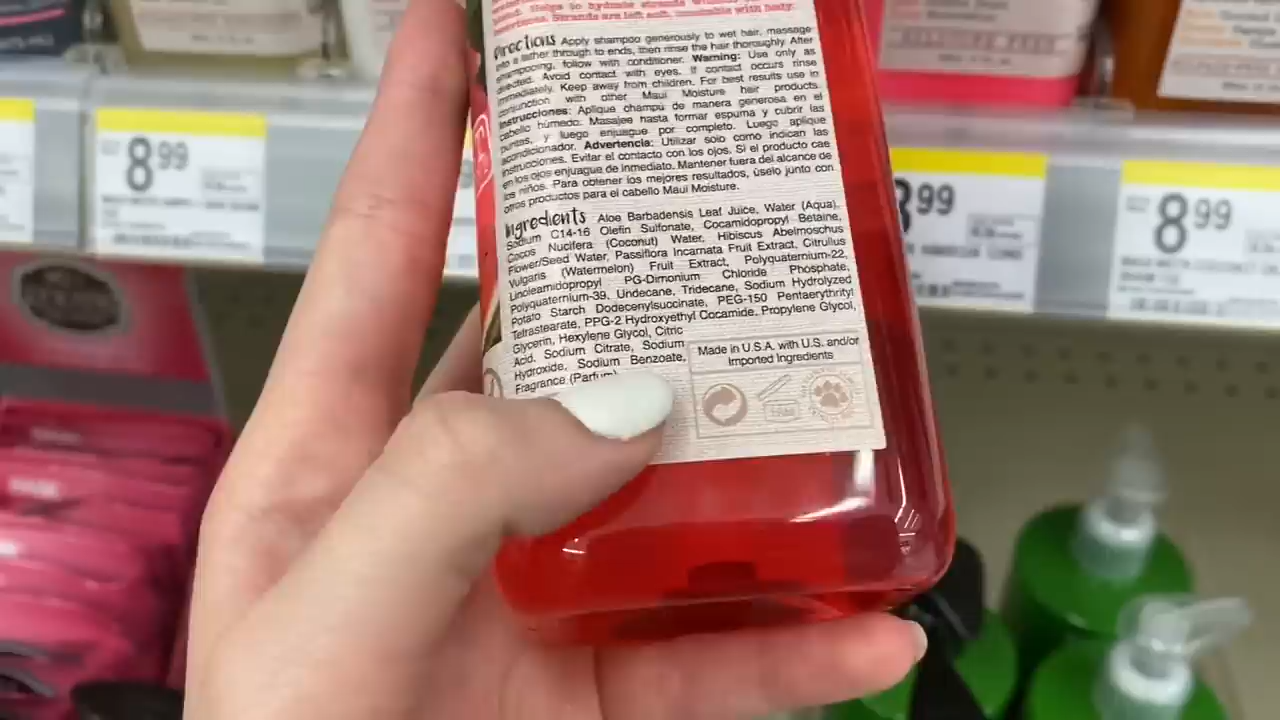 Helps to hydrate strands
Strands are left soft, with body.
Directions Apply shampoo generously to wet hair, massage
into a lather through to ends, then rinse the hair thoroughly. After
shampooing, follow with conditioner. Warning: Use only as
directed. Avoid contact with eyes. If contact occurs rinse
immediately. Keep away from children. For best results use in
conjunction with other Maui Moisture hair products.
Instrucciones: Aplique champú de manera generosa en el
cabello húmedo. Masajee hasta formar espuma y cubrir las
puntas, y luego enjuague por completo. Luego aplique
acondicionador. Advertencia: Utilizar solo como indican las
instrucciones. Evitar el contacto con los ojos. Si el producto cae
en los ojos enjuague de inmediato. Mantener fuera del alcance de
los niños. Para obtener los mejores resultados, úselo junto con
otros productos para el cabello Maui Moisture.
Ingredients Aloe Barbadensis Leaf Juice, Water (Aqua),
Sodium C14-16 Olefin Sulfonate, Cocamidopropyl Betaine,
Cocos Nucifera (Coconut) Water, Hibiscus Abelmoschus
Flower/Seed Water, Passiflora Incarnata Fruit Extract, Citrullus
Vulgaris (Watermelon) Fruit Extract, Polyquaternium-22,
Linoleamidopropyl PG-Dimonium Chloride Phosphate,
Polyquaternium-39, Undecane, Tridecane, Sodium Hydrolyzed
Potato Starch Dodecenylsuccinate, PEG-150 Pentaerythrityl
Tetrastearate, PPG-2 Hydroxyethyl Cocamide, Propylene Glycol,
Glycerin, Hexylene Glycol, Citric
Acid, Sodium Citrate, Sodium
Hydroxide, Sodium Benzoate,
Fragrance (Parfum)
Made in U.S.A. with U.S. and/or
Imported Ingredients
8 99
8 99
8 99